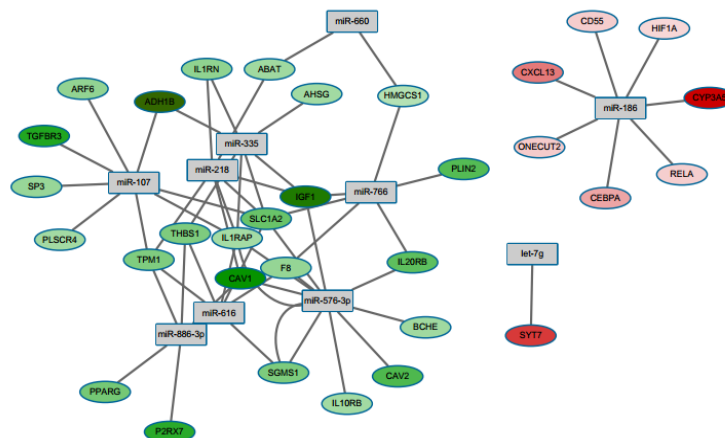 miR-660
CD55
HIF1A
IL1RN
ABAT
CXCL13
ARF6
AHSG
HMGCS1
CYP3A5
ADH1B
miR-186
TGFBR3
miR-335
ONECUT2
miR-218
PLIN2
RELA
SP3
miR-107
IGF1
miR-766
CEBPA
SLC1A2
PLSCR4
THBS1
IL1RAP
TPM1
F8
IL20RB
let-7g
CAV1
miR-576-3p
miR-616
BCHE
miR-886-3p
SYT7
SGMS1
CAV2
PPARG
IL10RB
P2RX7